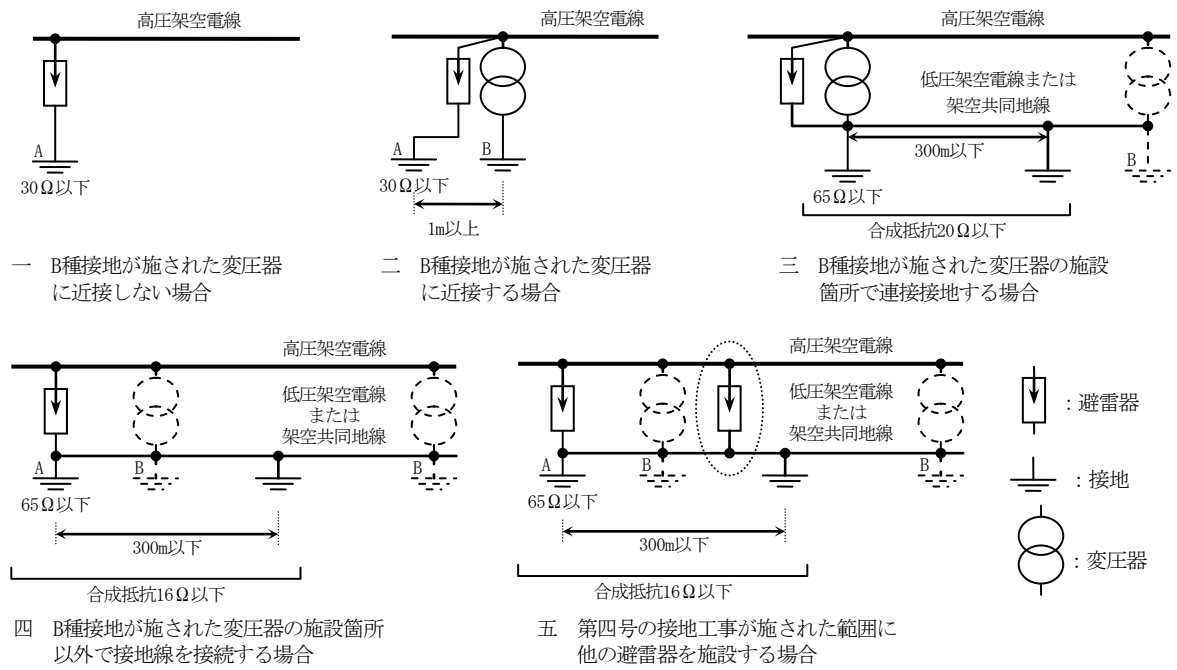 高圧架空電線
A
30Ω以下
一 B種接地が施された変圧器
に近接しない場合
高圧架空電線
A
B
30Ω以下
1m以上
二 B種接地が施された変圧器
に近接する場合
高圧架空電線
低圧架空電線または
架空共同地線
300m以下
B
65Ω以下
合成抵抗20Ω以下
三 B種接地が施された変圧器の施設
箇所で連接接地する場合
高圧架空電線
低圧架空電線
または
架空共同地線
A
B
B
65Ω以下
300m以下
合成抵抗16Ω以下
四 B種接地が施された変圧器の施設箇所
以外で接地線を接続する場合
高圧架空電線
低圧架空電線
または
架空共同地線
A
B
B
65Ω以下
300m以下
合成抵抗16Ω以下
五 第四号の接地工事が施された範囲に
他の避雷器を施設する場合
：避雷器
：接地
：変圧器